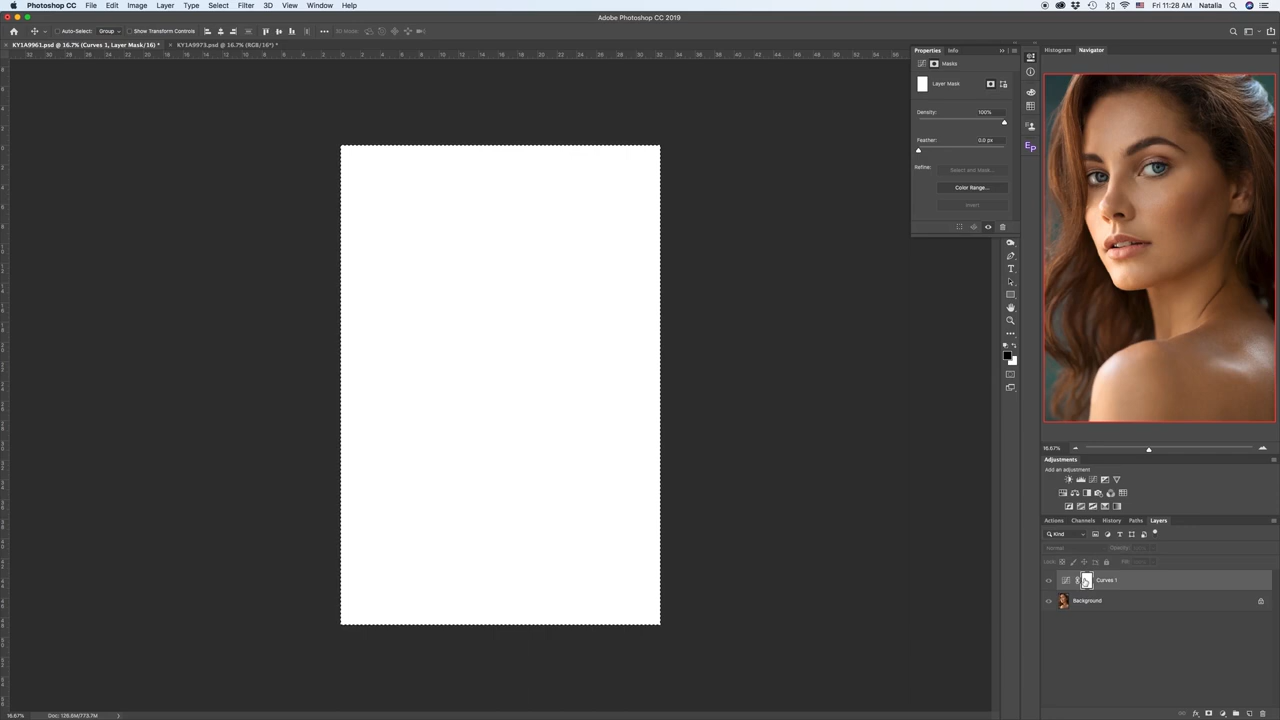 Photoshop CC File Edit Image Layer Type Select Filter 3D View Window Help Fri 11:28 AM Natalia
Adobe Photoshop CC 2019
Auto-Select: Group Show Transform Controls 3D Mode:
KY1A9961.psd @ 16.7% (Curves 1, Layer Mask/16) * KY1A9973.psd @ 16.7% (RGB/16*) *
Properties Info
Masks
Layer Mask
Density: 100%
Feather: 0.0 px
Refine: Select and Mask...
Color Range...
Invert
Histogram Navigator
16.67%
Adjustments
Add an adjustment
Actions Channels History Paths Layers
Kind
Normal Opacity:
Lock: Fill:
Curves 1
Background
16.67% Doc: 128.6M/773.7M